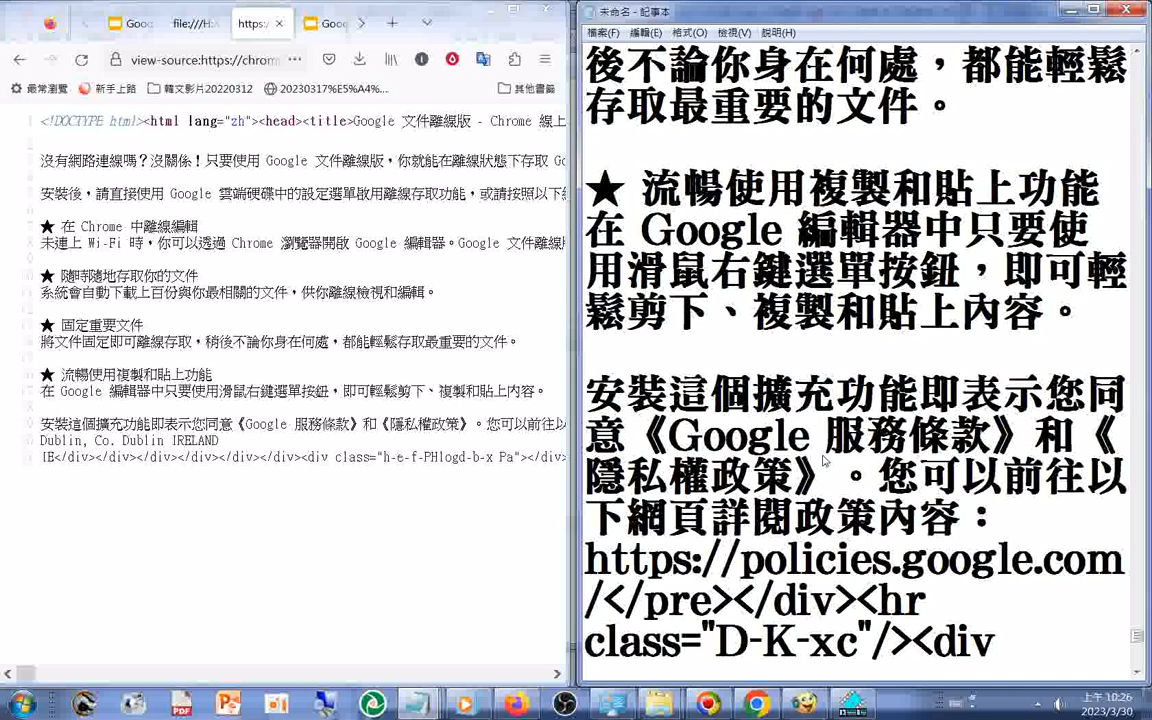 Goo
file:///H:/
https:/
Goo
view-source:https://chrom
最常瀏覽
新手上路
韓文影片20220312
20230317%E5%A4%...
其他書籤
<!DOCTYPE html><html lang="zh"><head><title>Google 文件離線版 - Chrome 線上
沒有網路連線嗎？沒關係！只要使用 Google 文件離線版，你就能在離線狀態下存取 Go
安裝後，請直接使用 Google 雲端硬碟中的設定選單啟用離線存取功能，或請按照以下
★ 在 Chrome 中離線編輯
未連上 Wi-Fi 時，你可以透過 Chrome 瀏覽器開啟 Google 編輯器。Google 文件離線
★ 隨時隨地存取你的文件
系統會自動下載上百份與你最相關的文件，供你離線檢視和編輯。
★ 固定重要文件
將文件固定即可離線存取，稍後不論你身在何處，都能輕鬆存取最重要的文件。
★ 流暢使用複製和貼上功能
在 Google 編輯器中只要使用滑鼠右鍵選單按鈕，即可輕鬆剪下、複製和貼上內容。
安裝這個擴充功能即表示您同意《Google 服務條款》和《隱私權政策》。您可以前往以
Dublin, Co. Dublin IRELAND
[E</div></div></div></div></div></div><div class="h-e-f-PHlogd-b-x Pa"></div>
未命名 - 記事本
檔案(F) 編輯(E) 格式(O) 檢視(V) 說明(H)
後不論你身在何處，都能輕鬆
存取最重要的文件。
★ 流暢使用複製和貼上功能
在 Google 編輯器中只要使
用滑鼠右鍵選單按鈕，即可輕
鬆剪下、複製和貼上內容。
安裝這個擴充功能即表示您同
意《Google 服務條款》和《
隱私權政策》。您可以前往以
下網頁詳閱政策內容：
https://policies.google.com
/</pre></div><hr
class="D-K-xc"/><div
上午 10:26
2023/3/30